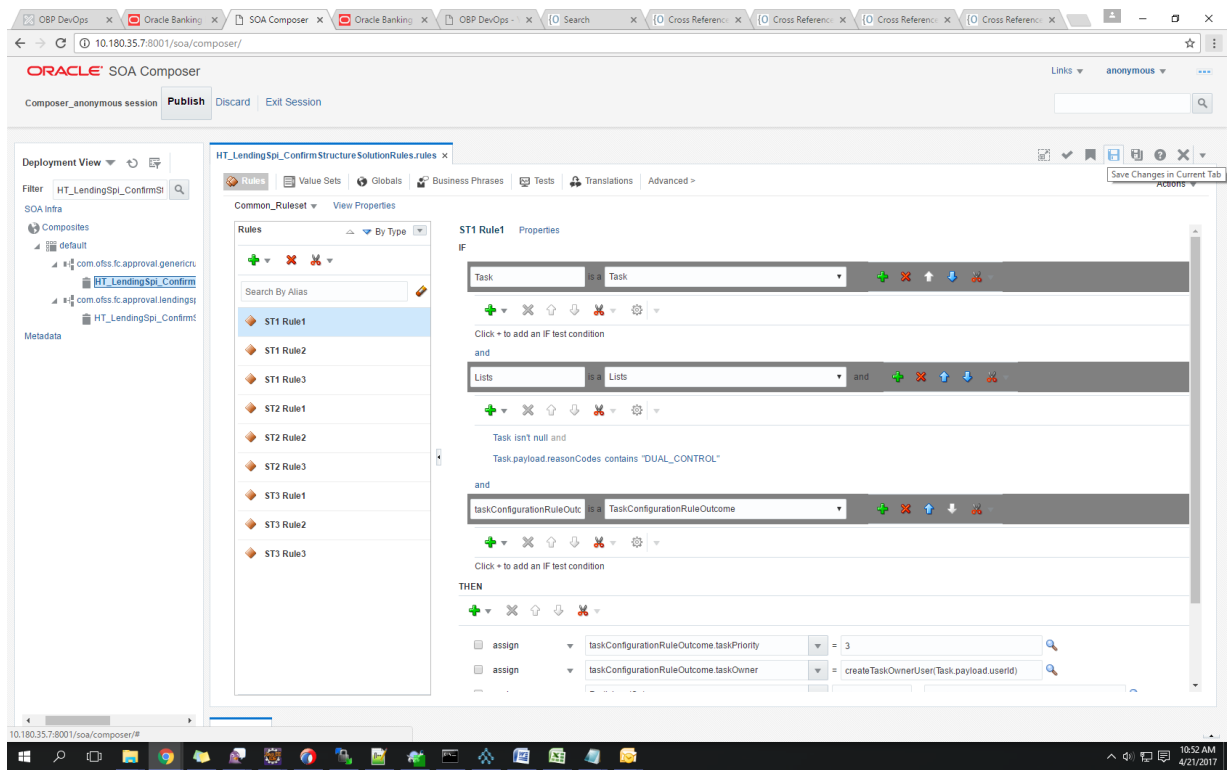 OBP DevOps
Oracle Banking
SOA Composer
Oracle Banking
OBP DevOps -
Search
Cross Reference
Cross Reference
Cross Reference
Cross Reference
10.180.35.7:8001/soa/composer/
ORACLE SOA Composer
Links
anonymous
Composer_anonymous session
Publish
Discard
Exit Session
Deployment View
Filter
HT_LendingSpi_ConfirmSt
SOA Infra
Composites
default
com.ofss.fc.approval.genericru
HT_LendingSpi_Confirm
com.ofss.fc.approval.lendingsp
HT_LendingSpi_ConfirmS
Metadata
HT_LendingSpi_ConfirmStructureSolutionRules.rules
Save Changes in Current Tab
Actions
Rules
Value Sets
Globals
Business Phrases
Tests
Translations
Advanced >
Common_Ruleset
View Properties
Rules
By Type
Search By Alias
ST1 Rule1
ST1 Rule2
ST1 Rule3
ST2 Rule1
ST2 Rule2
ST2 Rule3
ST3 Rule1
ST3 Rule2
ST3 Rule3
ST1 Rule1 Properties
IF
Task is a Task
Click + to add an IF test condition
and
Lists is a Lists and
Task isn't null and
Task.payload.reasonCodes contains "DUAL_CONTROL"
and
taskConfigurationRuleOutc is a TaskConfigurationRuleOutcome
Click + to add an IF test condition
THEN
assign taskConfigurationRuleOutcome.taskPriority = 3
assign taskConfigurationRuleOutcome.taskOwner = createTaskOwnerUser(Task.payload.userId)
10.180.35.7:8001/soa/composer/#
10:52 AM
4/21/2017